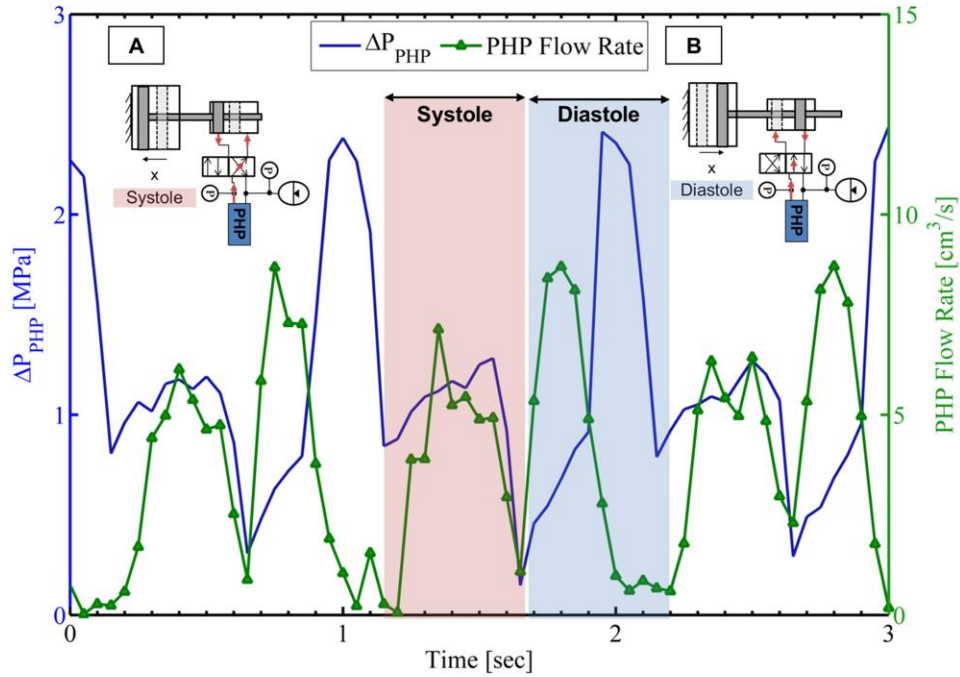 3
15
A
ΔP_PHP
PHP Flow Rate
B
Systole
Diastole
x
P
P
Systole
PHP
x
P
P
Diastole
PHP
2
10
1
5
0
0
0
1
2
3
ΔP_PHP [MPa]
PHP Flow Rate [cm³/s]
Time [sec]